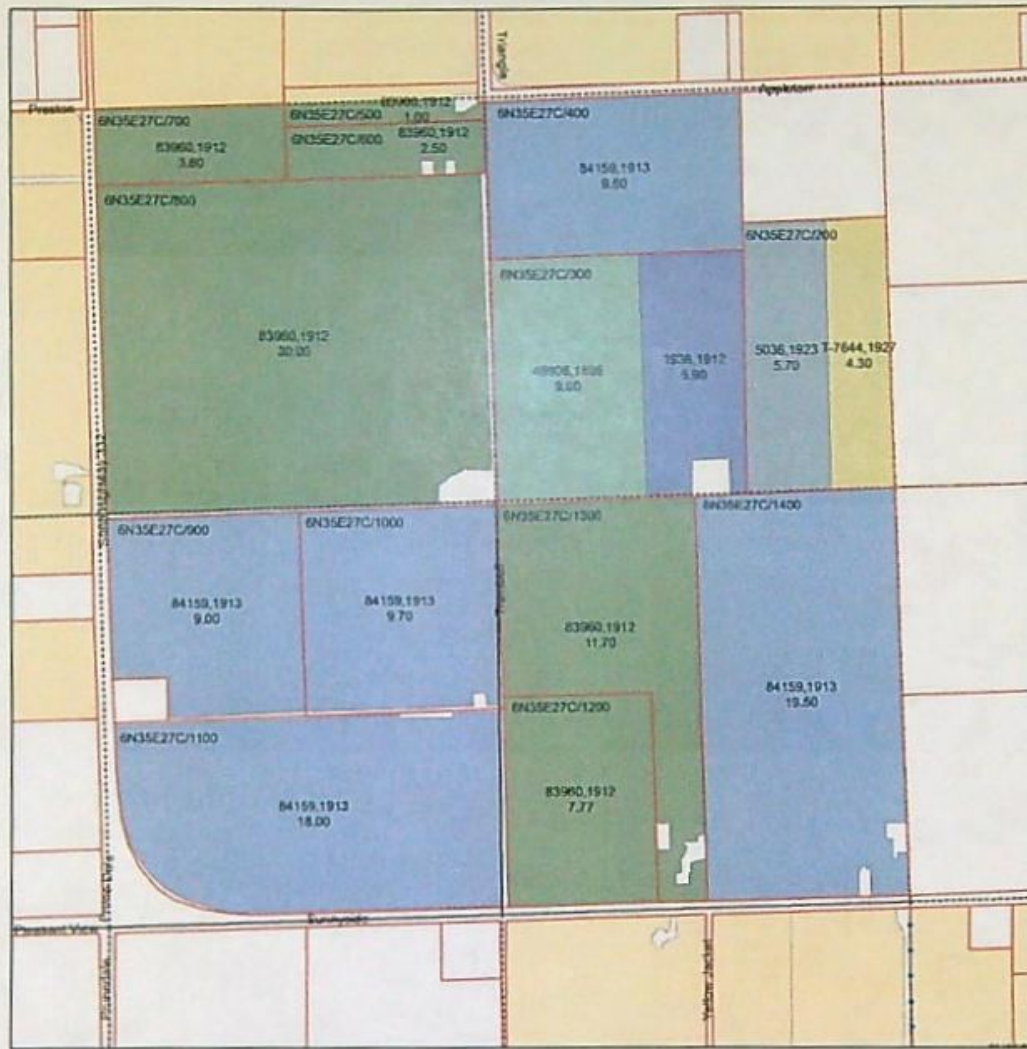 Triangle
Preston
Appleton
6N35E27C/700
83960,1912
3.80
6N35E27C/500
83960,1912
1.00
6N35E27C/600
83960,1912
2.50
6N35E27C/400
84159,1913
9.60
6N35E27C/800
83960,1912
30.00
6N35E27C/300
9.00
5.90
6N35E27C/200
5036,1923
5.70
T-7644,1927
4.30
6N35E27C/900
84159,1913
9.00
6N35E27C/1000
84159,1913
9.70
6N35E27C/1300
83960,1912
11.70
6N35E27C/1400
84159,1913
19.50
6N35E27C/1100
84159,1913
18.00
6N35E27C/1200
83960,1912
7.77
Sunnyside
Pleasant View
Yellow Jacket